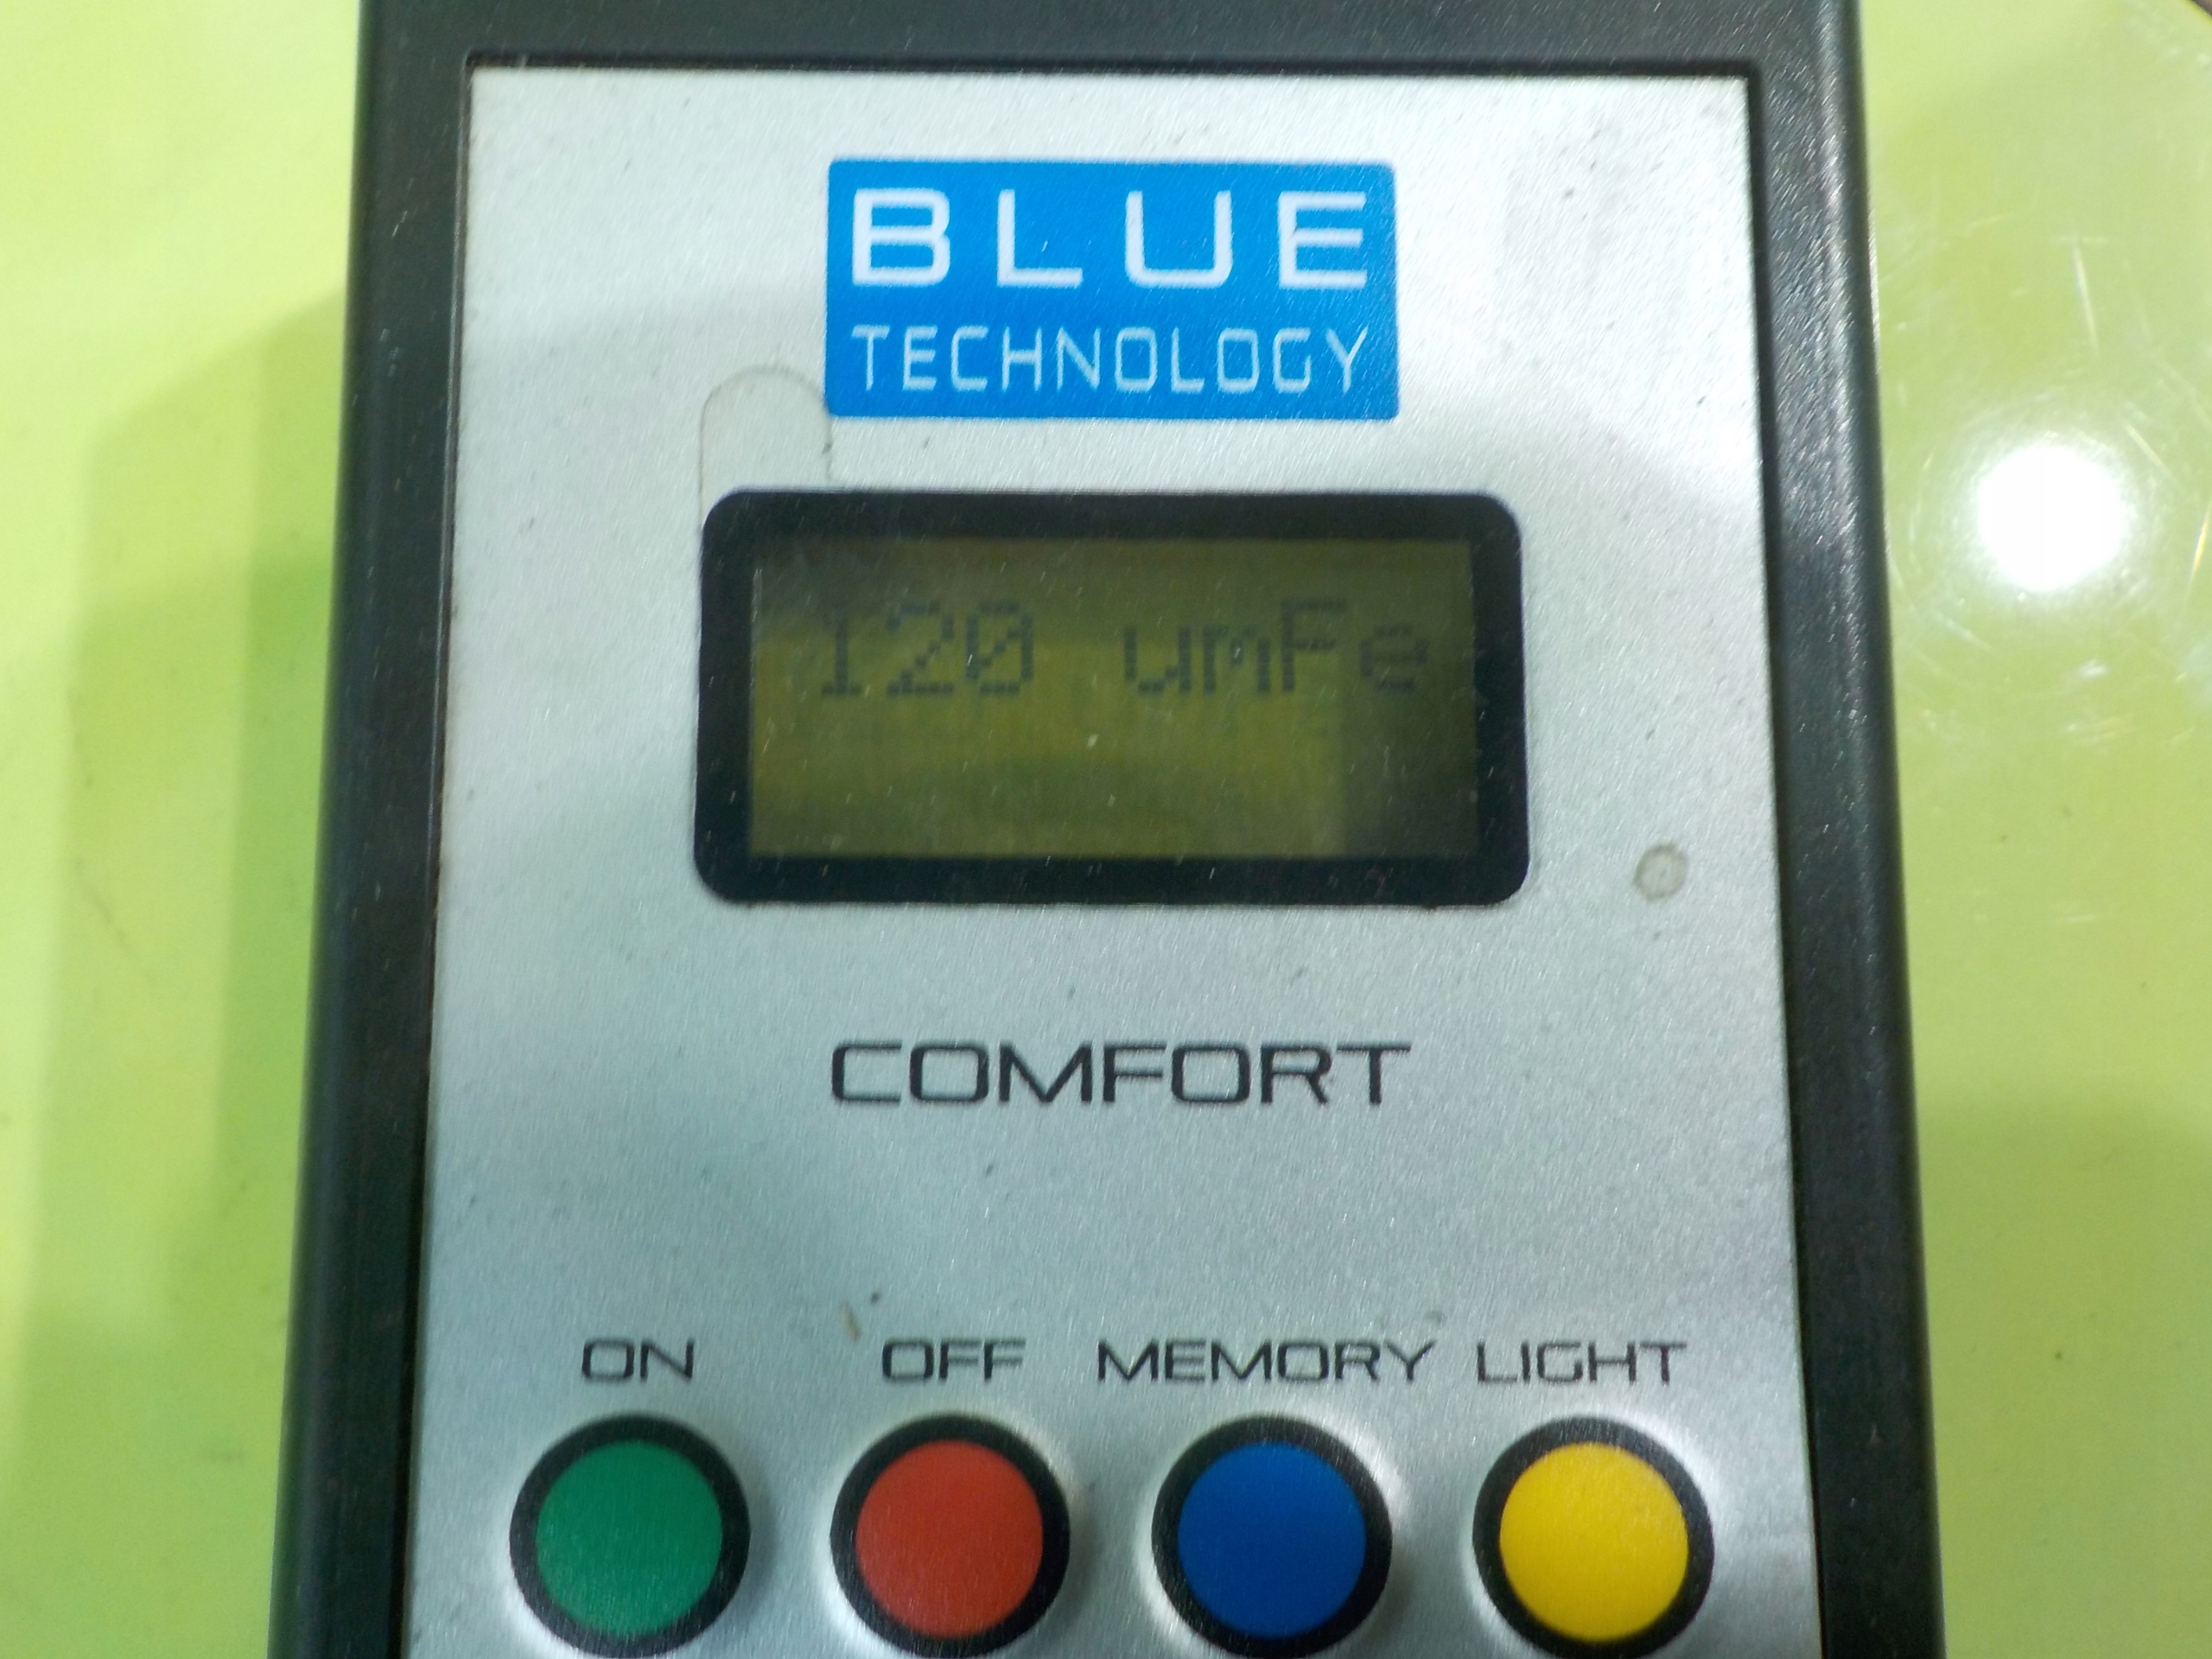 BLUE
TECHNOLOGY
120 umFe
COMFORT
ON OFF MEMORY LIGHT